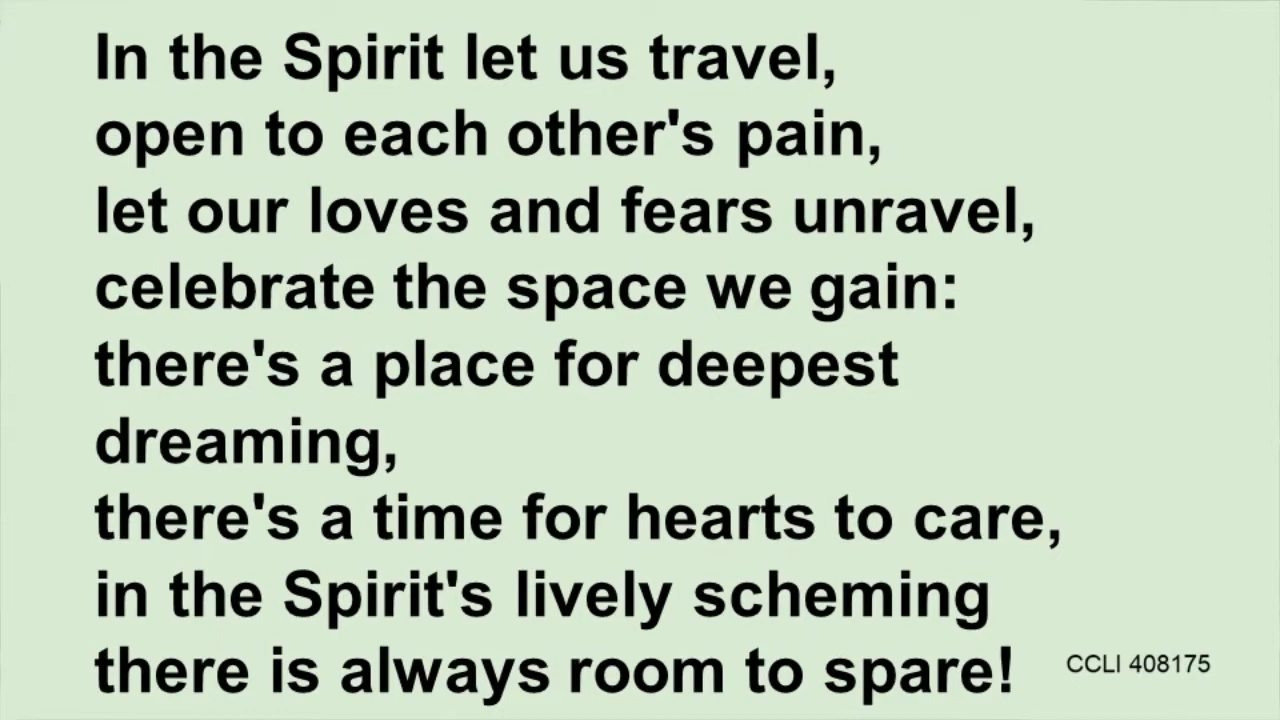 In the Spirit let us travel,
open to each other's pain,
let our loves and fears unravel,
celebrate the space we gain:
there's a place for deepest
dreaming,
there's a time for hearts to care,
in the Spirit's lively scheming
there is always room to spare!
CCLI 408175